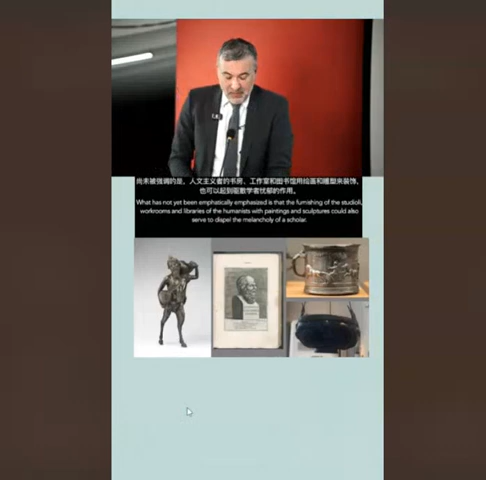 尚未被强调的是，人文主义者的书房、工作室和图书馆用绘画和雕塑来装饰，
也可以起到驱散学者忧郁的作用。
What has not yet been emphatically emphasized is that the furnishing of the studioli,
workrooms and libraries of the humanists with paintings and sculptures could also
serve to dispel the melancholy of a scholar.